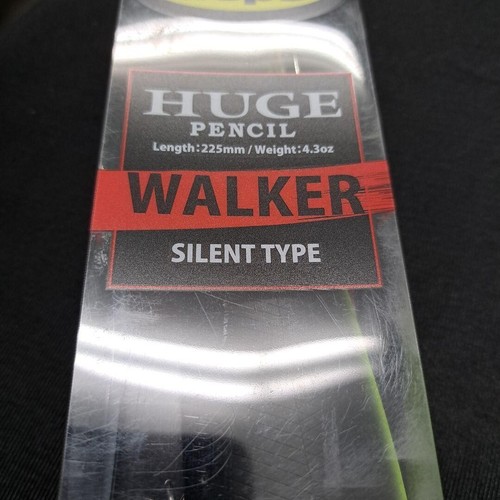 HUGE
PENCIL
Length:225mm / Weight:4.3oz
WALKER
SILENT TYPE